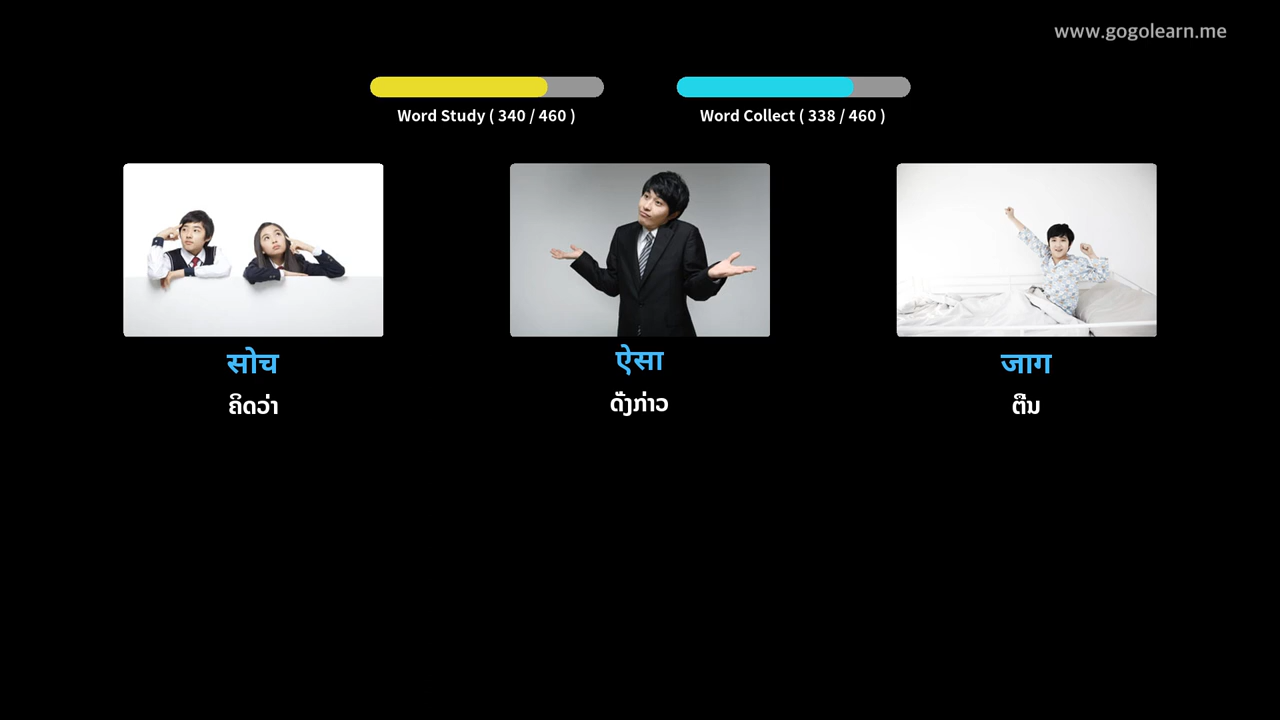 www.gogolearn.me
Word Study ( 340 / 460 )
Word Collect ( 338 / 460 )
सोच
ऐसा
जाग
ຄິດວ່າ
ດັ່ງກ່າວ
ຕື່ນ